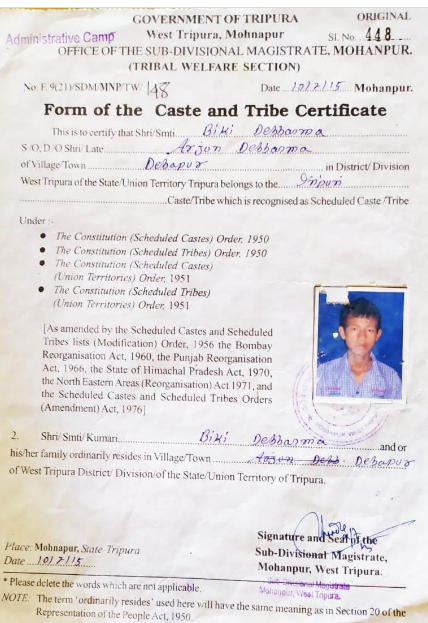 GOVERNMENT OF TRIPURA ORIGINAL
Administrative Camp West Tripura, Mohnapur Sl. No. 448
OFFICE OF THE SUB-DIVISIONAL MAGISTRATE, MOHANPUR.
(TRIBAL WELFARE SECTION)
No. F. 9(21)/SDM/MNP/TW/ 148 Date 10/7/15 Mohanpur.
Form of the Caste and Tribe Certificate
This is to certify that Shri/Smti. Biki Debbarma
S/O, D/O Shri/ Late Arjun Debbarma
of Village/Town Debapur in District/ Division
West Tripura of the State/Union Territory Tripura belongs to the Tripuri
Caste/Tribe which is recognised as Scheduled Caste /Tribe
Under :-
● The Constitution (Scheduled Castes) Order, 1950
● The Constitution (Scheduled Tribes) Order, 1950
● The Constitution (Scheduled Castes)
(Union Territories) Order, 1951
● The Constitution (Scheduled Tribes)
(Union Territories) Order, 1951
[As amended by the Scheduled Castes and Scheduled
Tribes lists (Modification) Order, 1956 the Bombay
Reorganisation Act, 1960, the Punjab Reorganisation
Act, 1966, the State of Himachal Pradesh Act, 1970,
the North Eastern Areas (Reorganisation) Act 1971, and
the Scheduled Castes and Scheduled Tribes Orders
(Amendment) Act, 1976]
2. Shri/ Smti/ Kumari Biki Debbarma and or
his/her family ordinarily resides in Village/Town Arjun Debb Debapur
of West Tripura District/ Division/of the State/Union Territory of Tripura.
Signature and Seal of the
Sub-Divisional Magistrate,
Mohanpur, West Tripura.
Sub-Divisional Magistrate
Mohanpur, West Tripura.
Place: Mohnapur, State Tripura
Date 10/7/15
* Please delete the words which are not applicable.
NOTE: The term 'ordinarily resides' used here will have the same meaning as in Section 20 of the
Representation of the People Act, 1950.